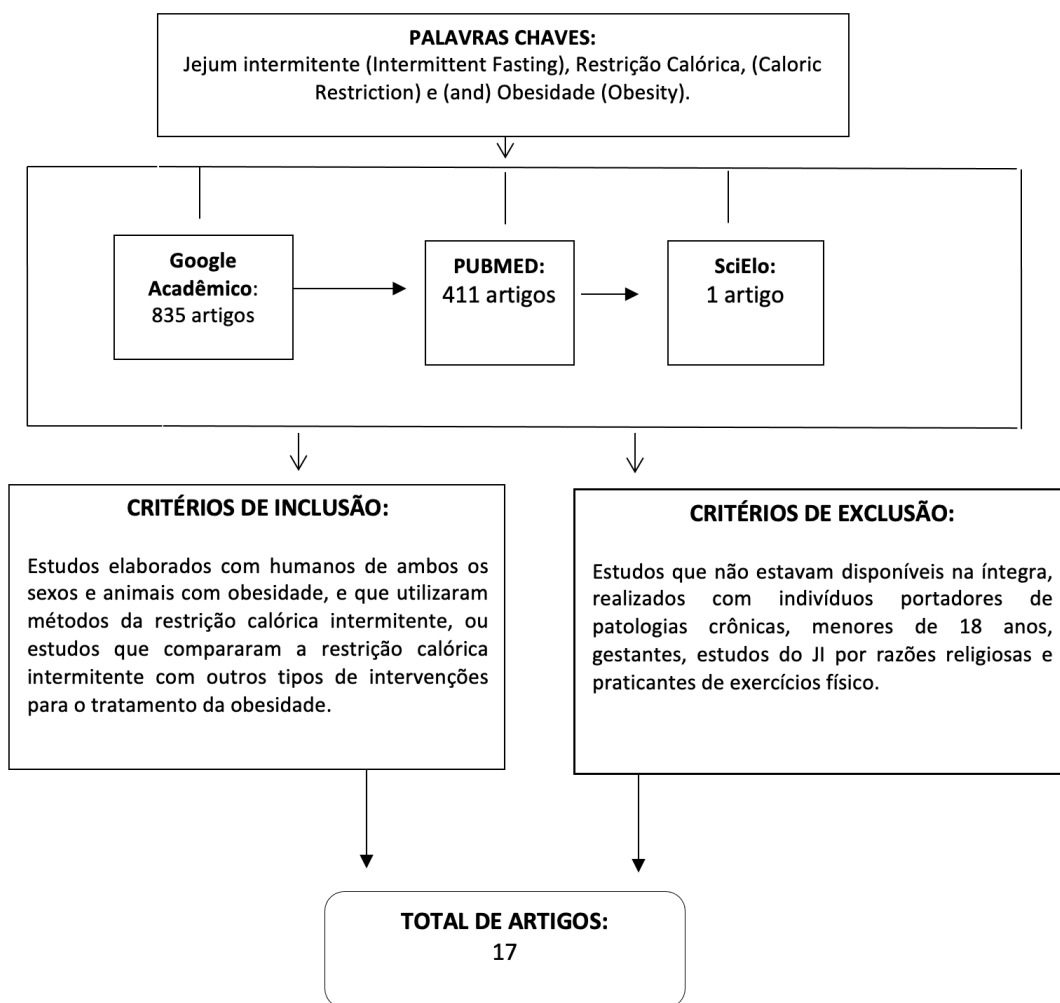 PALAVRAS CHAVES:
Jejum intermitente (Intermittent Fasting), Restrição Calórica, (Caloric
Restriction) e (and) Obesidade (Obesity).
Google
Acadêmico:
835 artigos
PUBMED:
411 artigos
SciElo:
1 artigo
CRITÉRIOS DE INCLUSÃO:
Estudos elaborados com humanos de ambos os
sexos e animais com obesidade, e que utilizaram
métodos da restrição calórica intermitente, ou
estudos que compararam a restrição calórica
intermitente com outros tipos de intervenções
para o tratamento da obesidade.
CRITÉRIOS DE EXCLUSÃO:
Estudos que não estavam disponíveis na íntegra,
realizados com indivíduos portadores de
patologias crônicas, menores de 18 anos,
gestantes, estudos do JI por razões religiosas e
praticantes de exercícios físico.
TOTAL DE ARTIGOS:
17